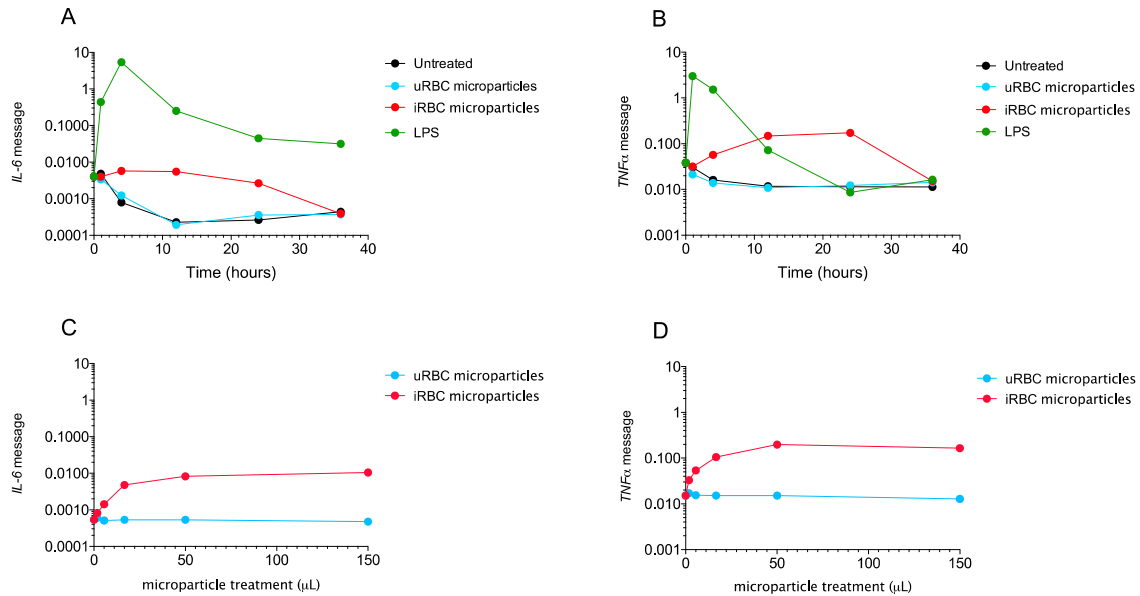 A
IL-6 message
10
1
0.1000
0.0100
0.0010
0.0001
0
10
20
30
40
Time (hours)
Untreated
uRBC microparticles
iRBC microparticles
LPS
B
TNFα message
10
1
0.100
0.010
0.001
0
10
20
30
40
Time (hours)
Untreated
uRBC microparticles
iRBC microparticles
LPS
C
IL-6 message
10
1
0.1000
0.0100
0.0010
0.0001
0
50
100
150
microparticle treatment (μL)
uRBC microparticles
iRBC microparticles
D
TNFα message
10
1
0.100
0.010
0.001
0
50
100
150
microparticle treatment (μL)
uRBC microparticles
iRBC microparticles